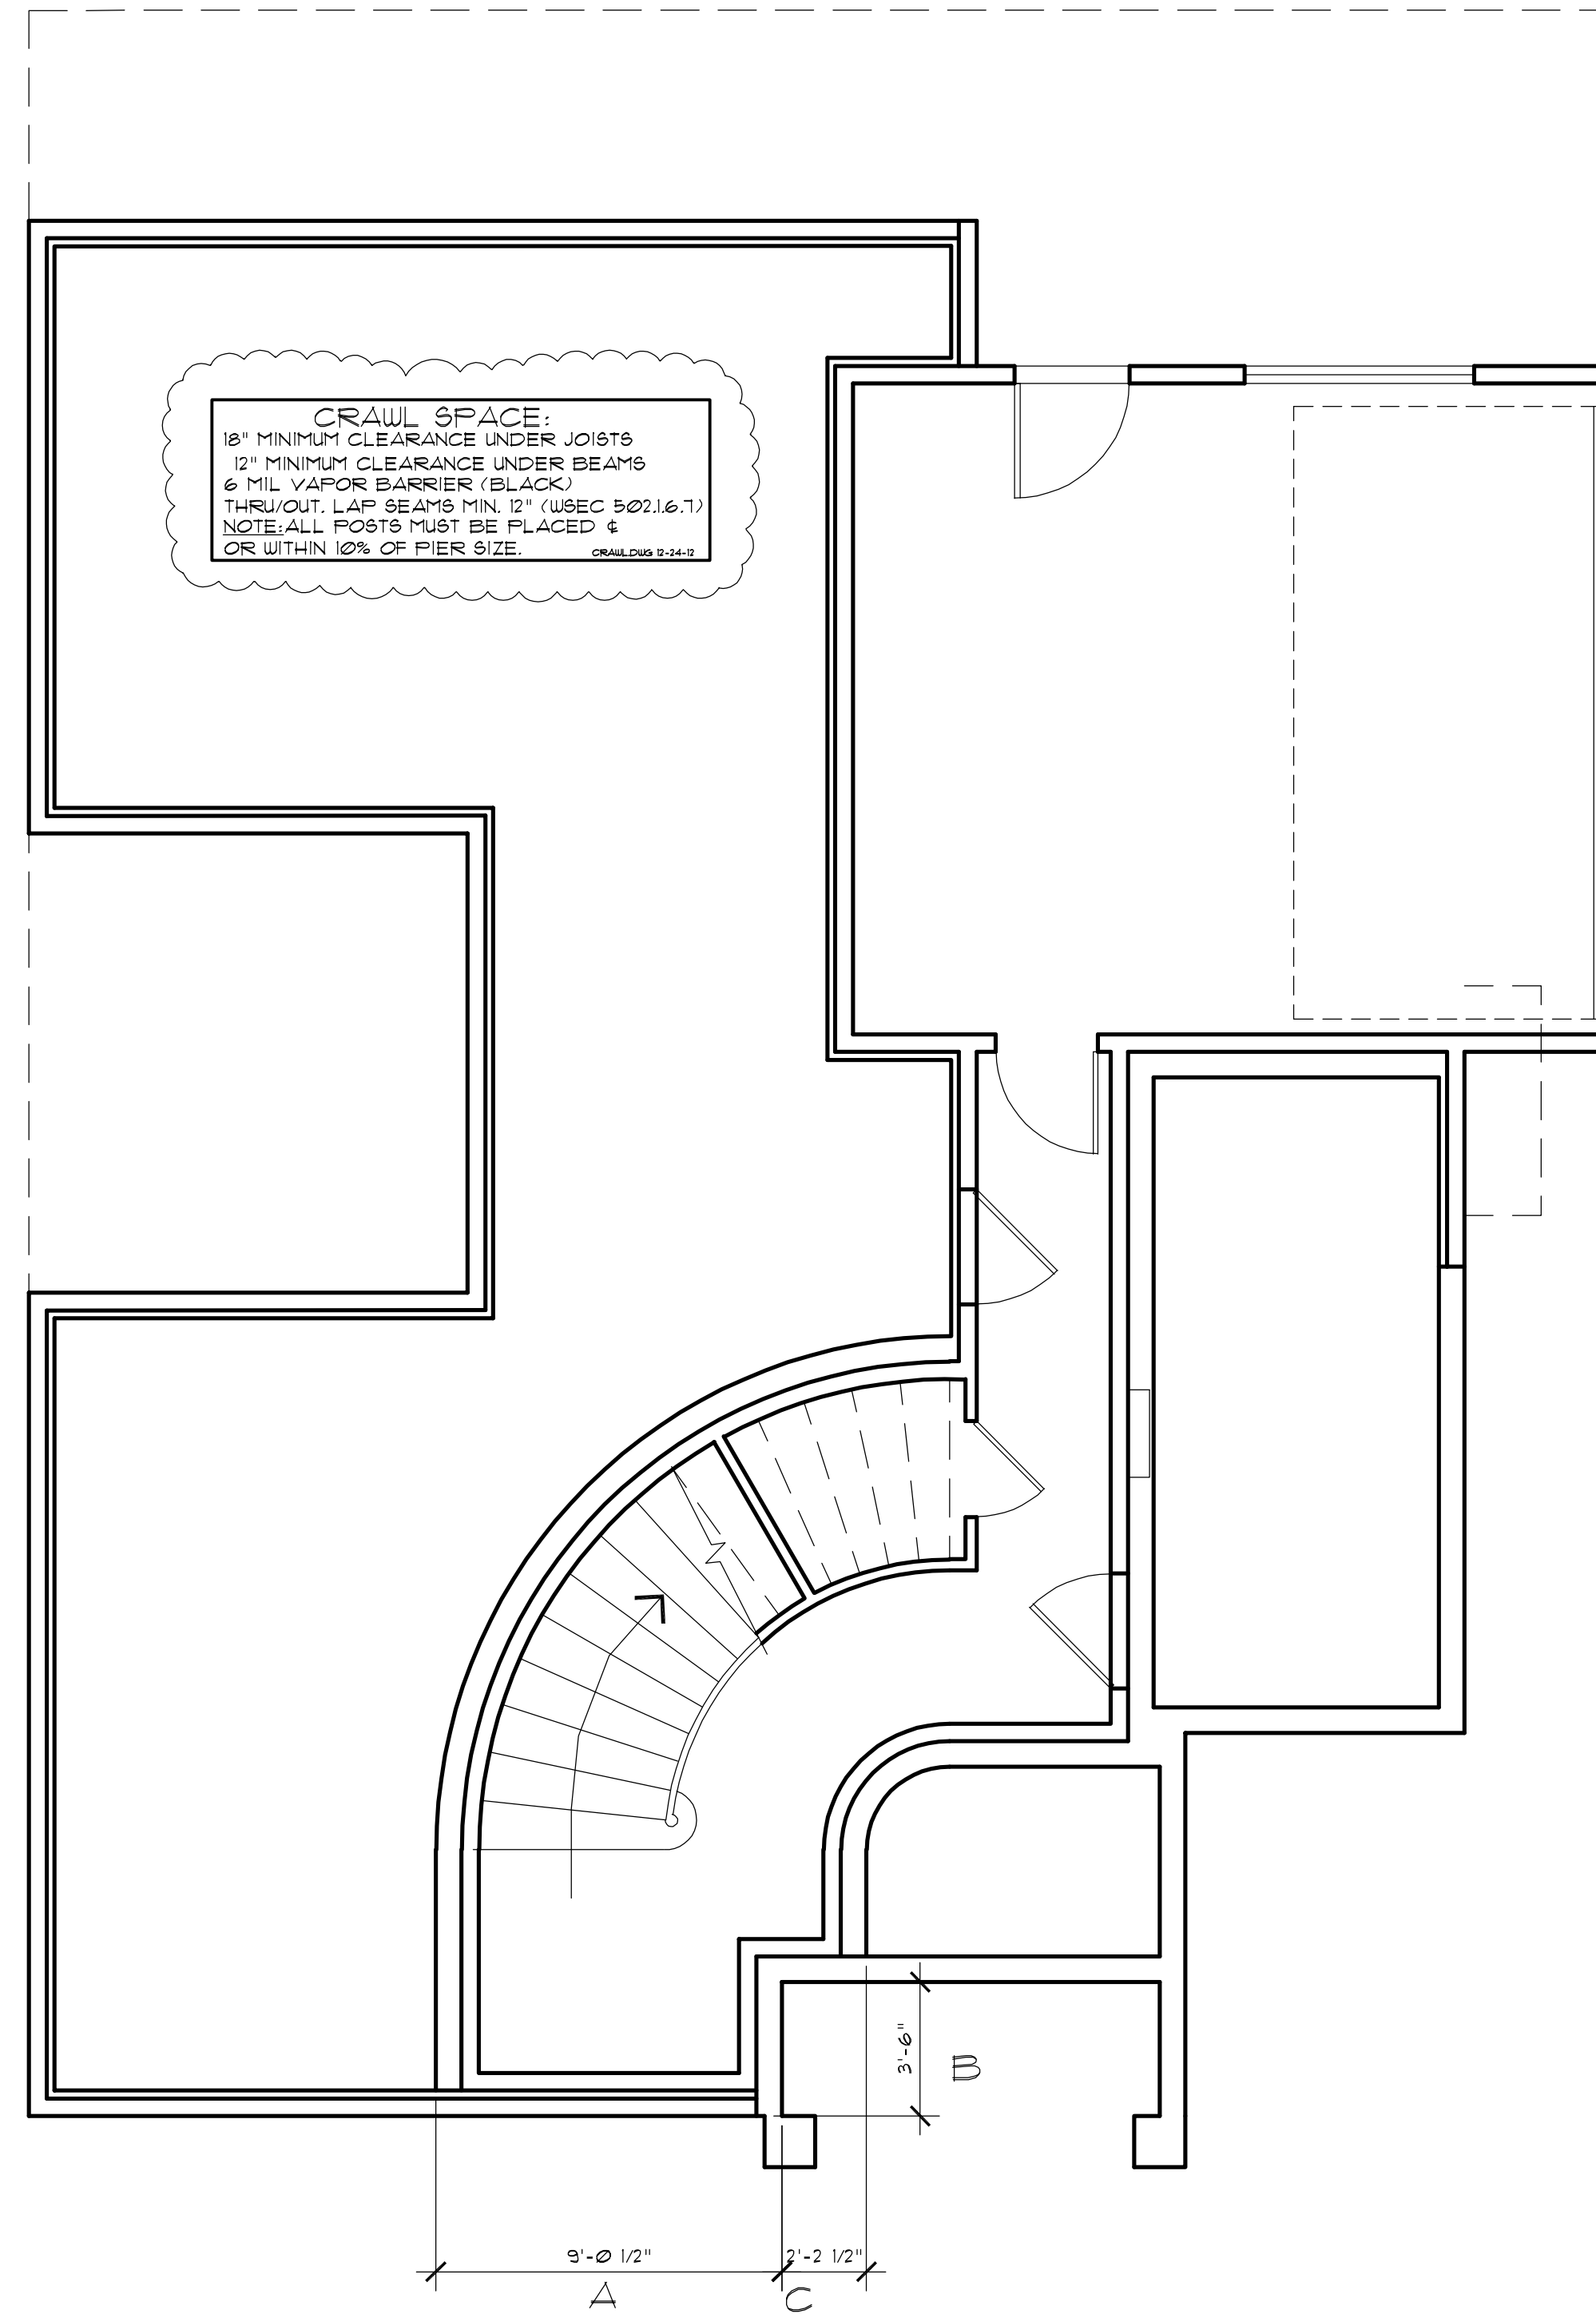 CRAWL SPACE:
18" MINIMUM CLEARANCE UNDER JOISTS
12" MINIMUM CLEARANCE UNDER BEAMS
6 MIL VAPOR BARRIER (BLACK)
THRU/OUT. LAP SEAMS MIN. 12" (WSEC 502.1.6.7)
NOTE: ALL POSTS MUST BE PLACED ℄
OR WITHIN 10% OF PIER SIZE.
CRAWL.DWG 12-24-12
3'-6"
B
9'-0 1/2"
2'-2 1/2"
A
C